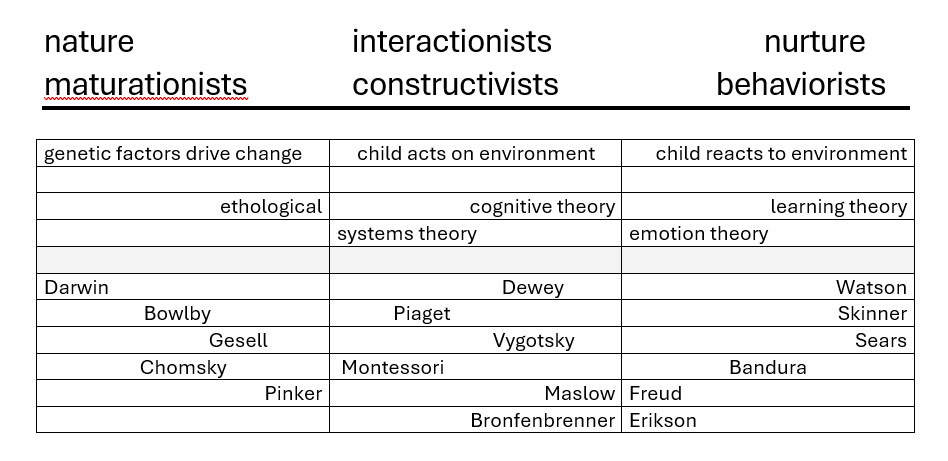 nature interactionists nurture
maturationists constructivists behaviorists
genetic factors drive change child acts on environment child reacts to environment
ethological cognitive theory learning theory
systems theory emotion theory
Darwin Dewey Watson
Bowlby Piaget Skinner
Gesell Vygotsky Sears
Chomsky Montessori Bandura
Pinker Maslow Freud
Bronfenbrenner Erikson